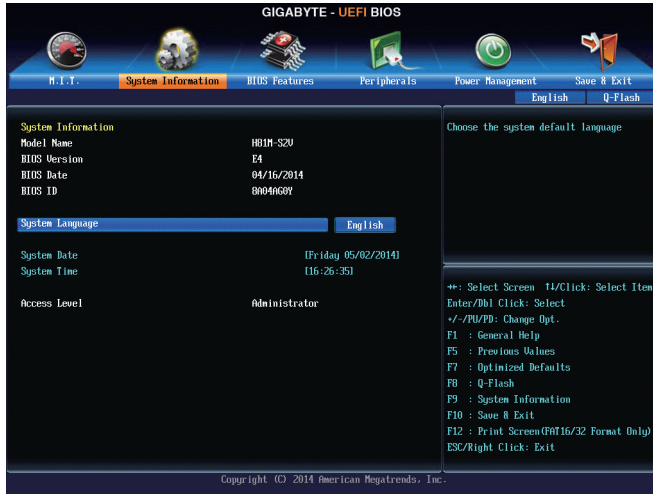 GIGABYTE - UEFI BIOS
M.I.T. System Information BIOS Features Peripherals Power Management Save & Exit
English Q-Flash
System Information
Model Name H81M-S2V
BIOS Version E4
BIOS Date 04/16/2014
BIOS ID 8A04AG0Y
System Language English
System Date [Friday 05/02/2014]
System Time [16:26:35]
Access Level Administrator
Choose the system default language
→←: Select Screen ↑↓/Click: Select Item
Enter/Dbl Click: Select
+/-/PU/PD: Change Opt.
F1 : General Help
F5 : Previous Values
F7 : Optimized Defaults
F8 : Q-Flash
F9 : System Information
F10 : Save & Exit
F12 : Print Screen(FAT16/32 Format Only)
ESC/Right Click: Exit
Copyright (C) 2014 American Megatrends, Inc.